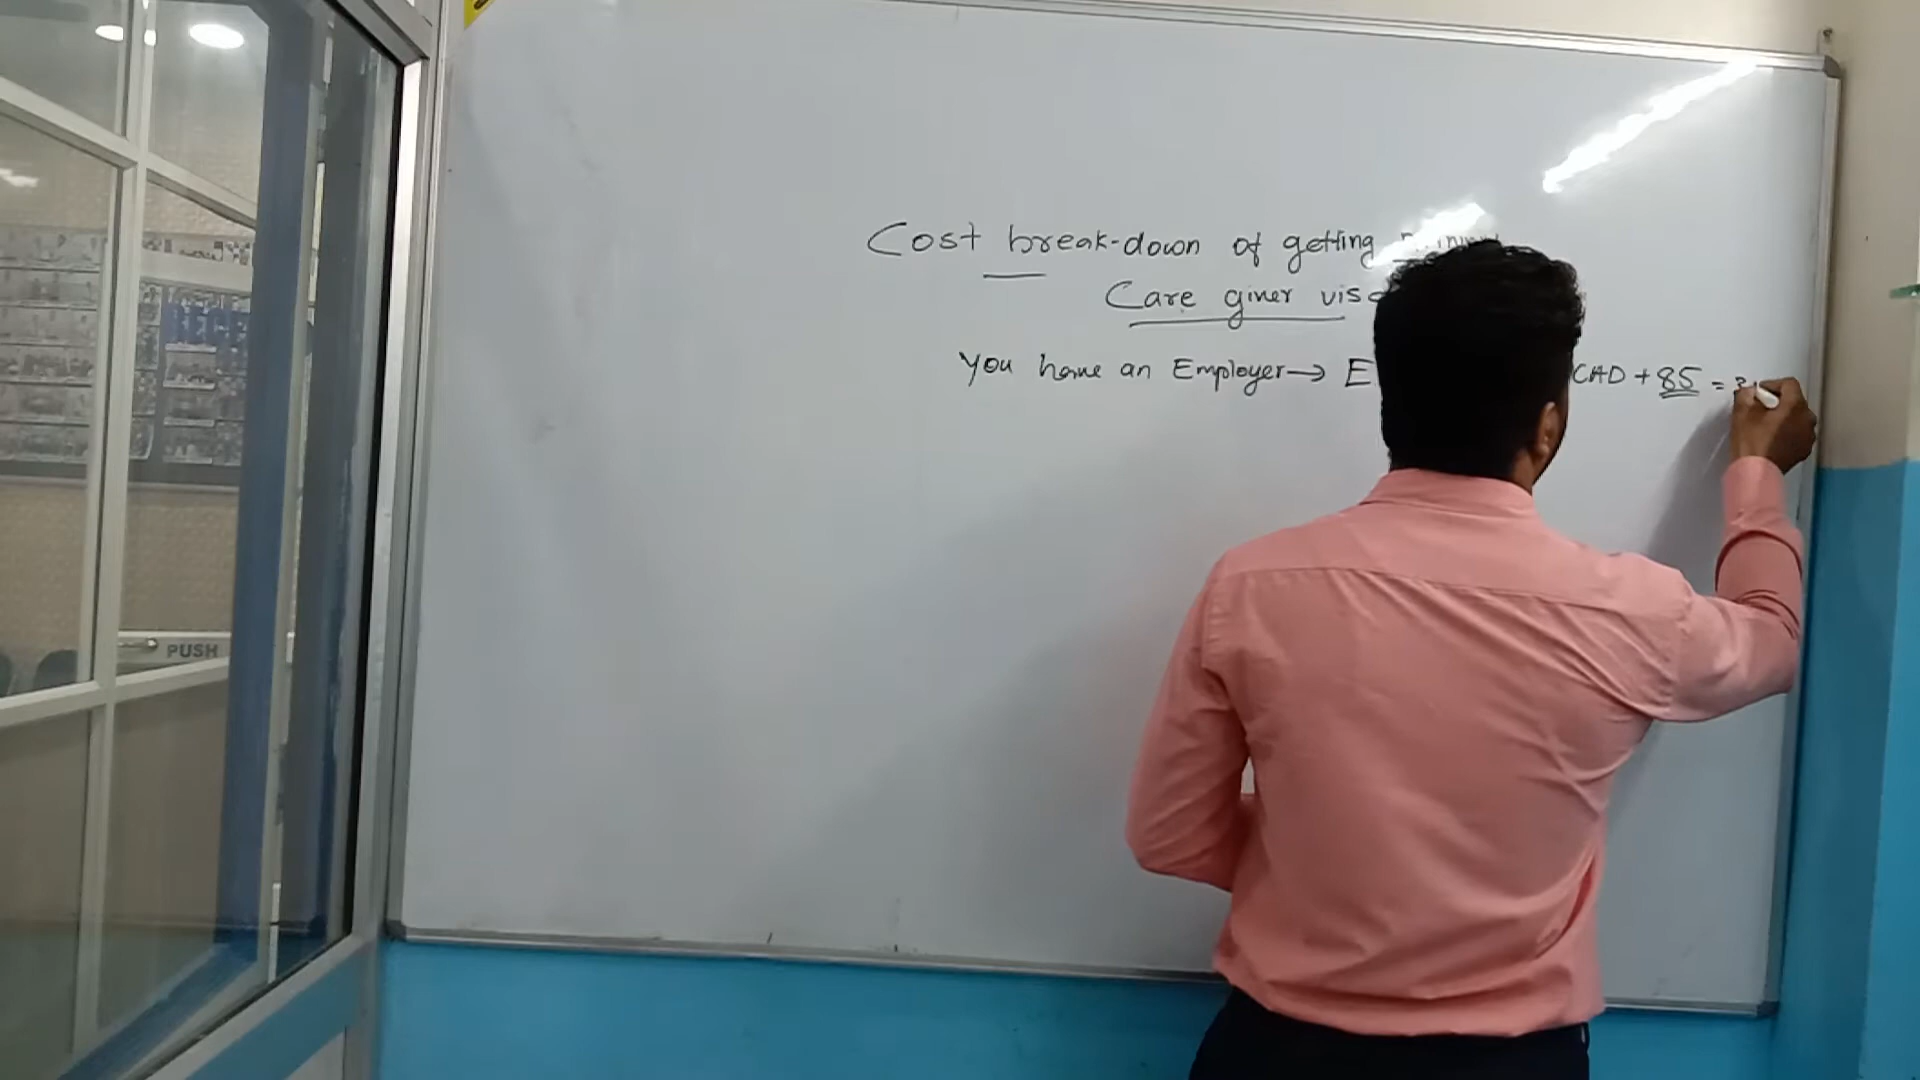 Cost break-down of getting
Care giver visa
You have an Employer → E CAD + 85 =
PUSH